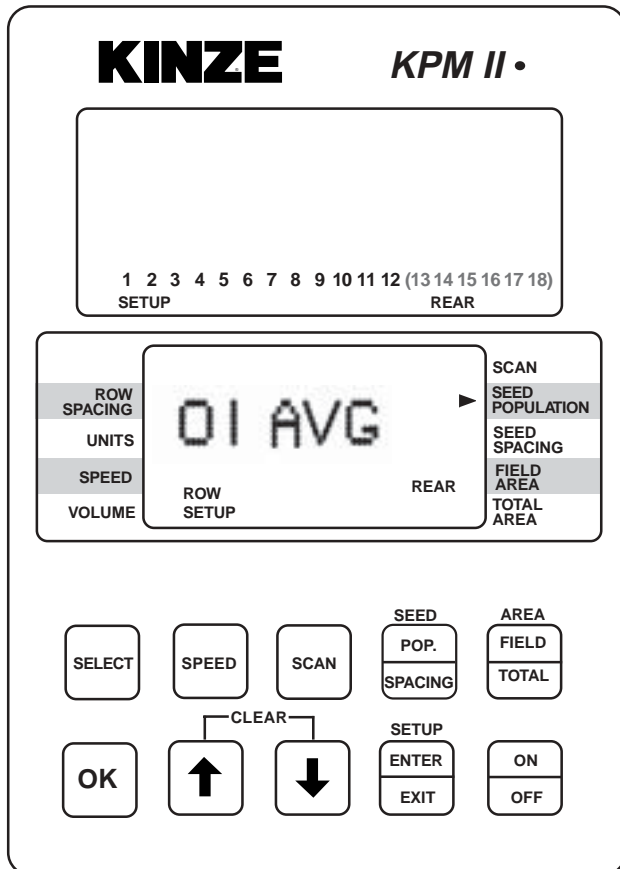 KINZE KPM II •
1 2 3 4 5 6 7 8 9 10 11 12 (13 14 15 16 17 18)
SETUP REAR
ROW SPACING
UNITS
SPEED
VOLUME
01 AVG
ROW SETUP
REAR
SCAN
SEED POPULATION
SEED SPACING
FIELD AREA
TOTAL AREA
SELECT
SPEED
SCAN
SEED
POP.
SPACING
AREA
FIELD
TOTAL
CLEAR
OK
SETUP
ENTER
EXIT
ON
OFF